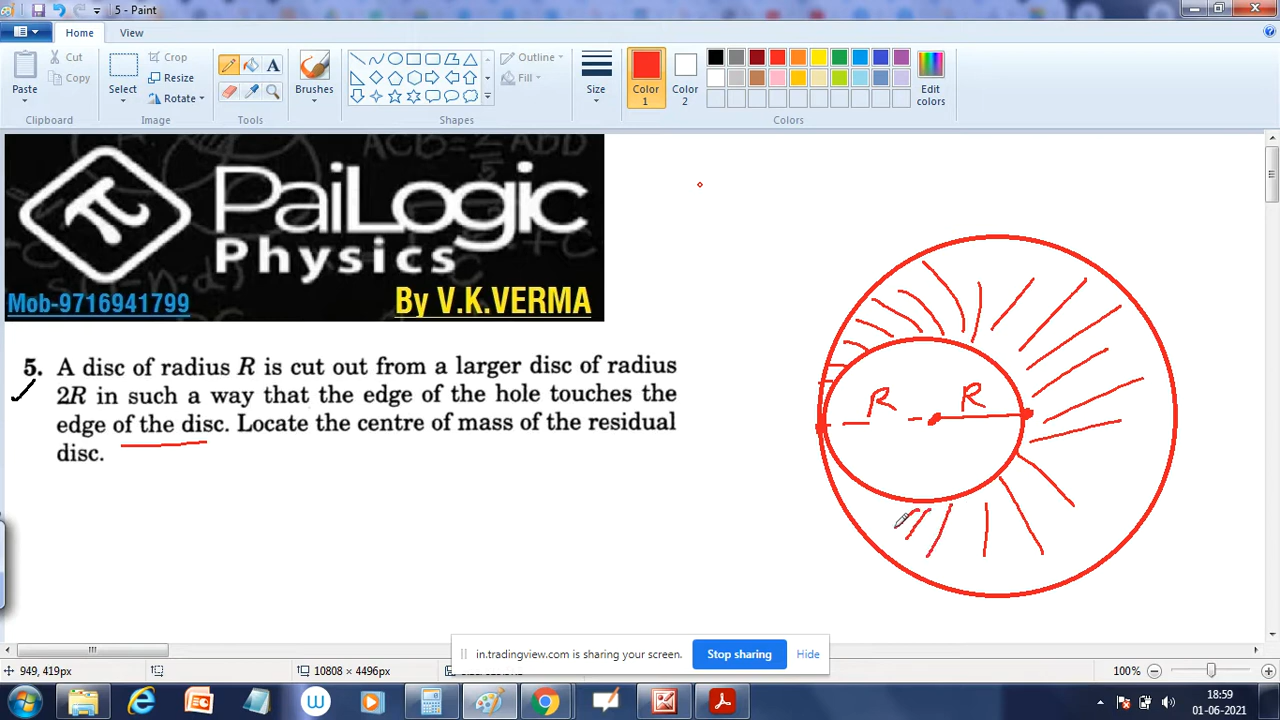 5 - Paint
Home
View
Paste
Cut
Copy
Clipboard
Select
Crop
Resize
Rotate
Image
Tools
Brushes
Shapes
Outline
Fill
Size
Color 1
Color 2
Edit colors
Colors
π
PaiLogic
Physics
Mob-9716941799
By V.K.VERMA
5. A disc of radius R is cut out from a larger disc of radius
2R in such a way that the edge of the hole touches the
edge of the disc. Locate the centre of mass of the residual
disc.
R R
in.tradingview.com is sharing your screen.
Stop sharing
Hide
949, 419px
10808 × 4496px
100%
18:59
01-06-2021